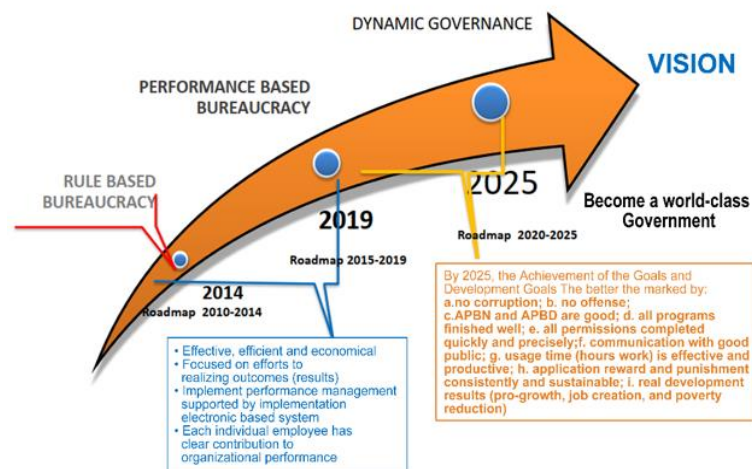 DYNAMIC GOVERNANCE
VISION
PERFORMANCE BASED
BUREAUCRACY
RULE BASED
BUREAUCRACY
2025
Become a world-class
Government
2019
Roadmap 2020-2025
Roadmap 2015-2019
2014
Roadmap 2010-2014
By 2025, the Achievement of the Goals and
Development Goals The better the marked by:
a.no corruption; b. no offense;
c.APBN and APBD are good; d. all programs
finished well; e. all permissions completed
quickly and precisely;f. communication with good
public; g. usage time (hours work) is effective and
productive; h. application reward and punishment
consistently and sustainable; i. real development
results (pro-growth, job creation, and poverty
reduction)
• Effective, efficient and economical
• Focused on efforts to
realizing outcomes (results)
• Implement performance management
supported by implementation
electronic based system
• Each individual employee has
clear contribution to
organizational performance